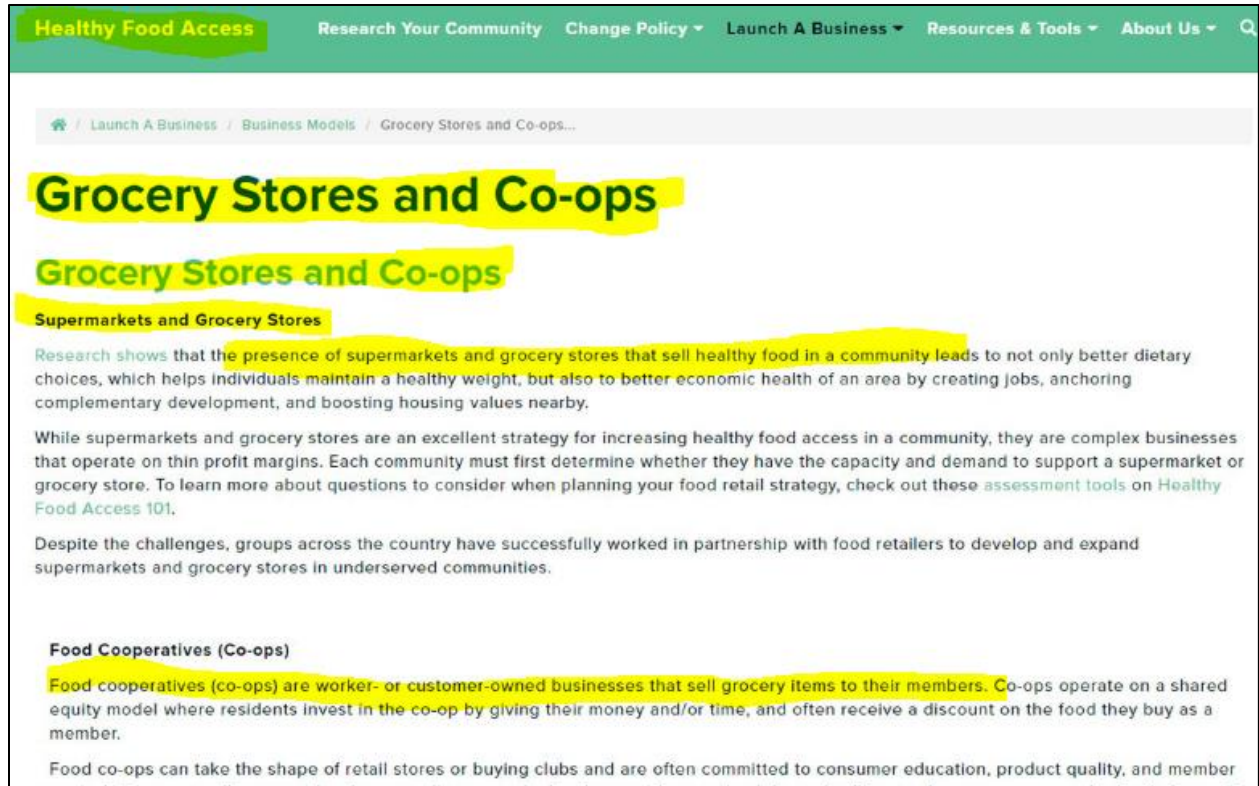 Healthy Food Access Research Your Community Change Policy Launch A Business Resources & Tools About Us
/ Launch A Business / Business Models / Grocery Stores and Co-ops...
Grocery Stores and Co-ops
Grocery Stores and Co-ops
Supermarkets and Grocery Stores
Research shows that the presence of supermarkets and grocery stores that sell healthy food in a community leads to not only better dietary
choices, which helps individuals maintain a healthy weight, but also to better economic health of an area by creating jobs, anchoring
complementary development, and boosting housing values nearby.
While supermarkets and grocery stores are an excellent strategy for increasing healthy food access in a community, they are complex businesses
that operate on thin profit margins. Each community must first determine whether they have the capacity and demand to support a supermarket or
grocery store. To learn more about questions to consider when planning your food retail strategy, check out these assessment tools on Healthy
Food Access 101.
Despite the challenges, groups across the country have successfully worked in partnership with food retailers to develop and expand
supermarkets and grocery stores in underserved communities.
Food Cooperatives (Co-ops)
Food cooperatives (co-ops) are worker- or customer-owned businesses that sell grocery items to their members. Co-ops operate on a shared
equity model where residents invest in the co-op by giving their money and/or time, and often receive a discount on the food they buy as a
member.
Food co-ops can take the shape of retail stores or buying clubs and are often committed to consumer education, product quality, and member